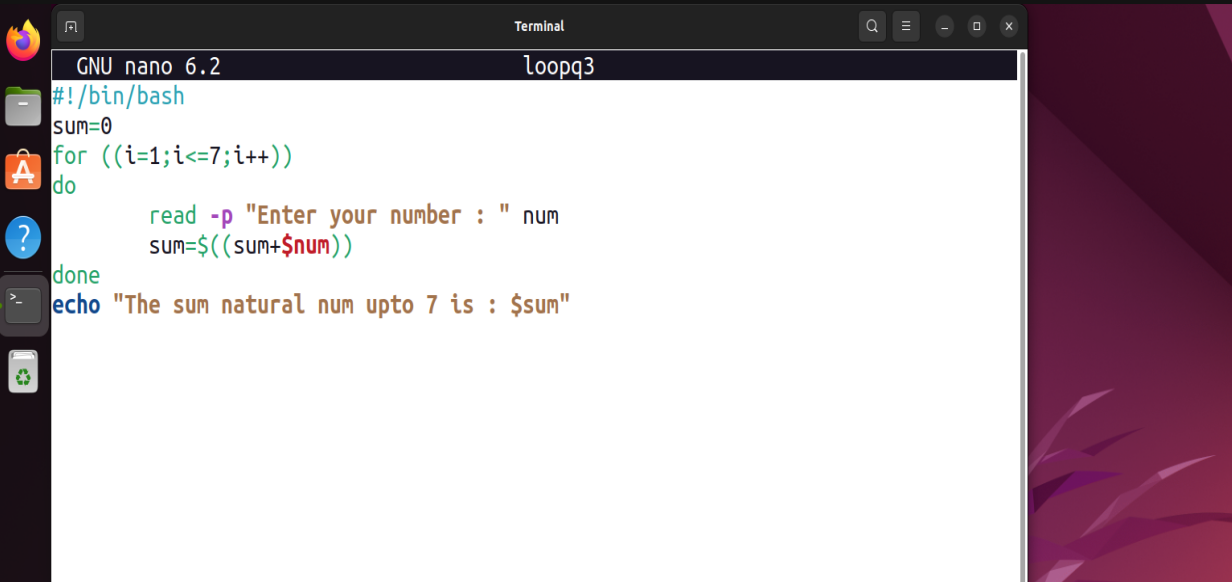 Terminal
GNU nano 6.2 loopq3
#!/bin/bash
sum=0
for ((i=1;i<=7;i++))
do
        read -p "Enter your number : " num
        sum=$((sum+$num))
done
echo "The sum natural num upto 7 is : $sum"